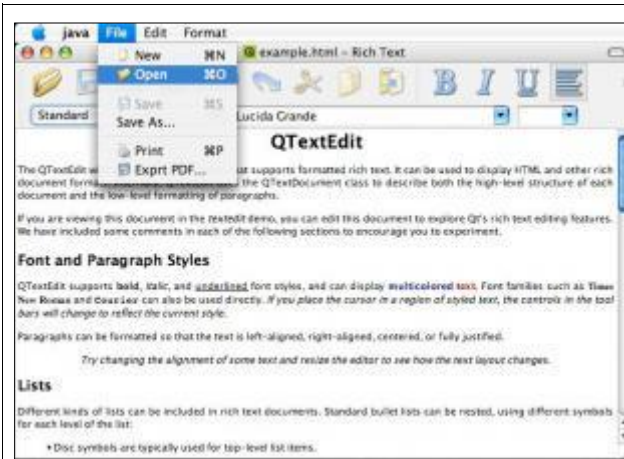 java File Edit Format
example.html - Rich Text
New ⌘N
Open ⌘O
Save ⌘S
Save As...
Print ⌘P
Exprt PDF...
Standard
Lucida Grande
B I U
QTextEdit
The QTextEdit w at supports formatted rich text. It can be used to display HTML and other rich
document the QTextDocument class to describe both the high-level structure of each
document and the low-level formatting of paragraphs.
If you are viewing this document in the textedit demo, you can edit this document to explore Qt's rich text editing features.
We have included some comments in each of the following sections to encourage you to experiment.
Font and Paragraph Styles
QTextEdit supports bold, italic, and underlined font styles, and can display multicolored text. Font families such as Times
New Roman and Courier can also be used directly. If you place the cursor in a region of styled text, the controls in the tool
bars will change to reflect the current style.
Paragraphs can be formatted so that the text is left-aligned, right-aligned, centered, or fully justified.
Try changing the alignment of some text and resize the editor to see how the text layout changes.
Lists
Different kinds of lists can be included in rich text documents. Standard bullet lists can be nested, using different symbols
for each level of the list:
• Disc symbols are typically used for top-level list items.